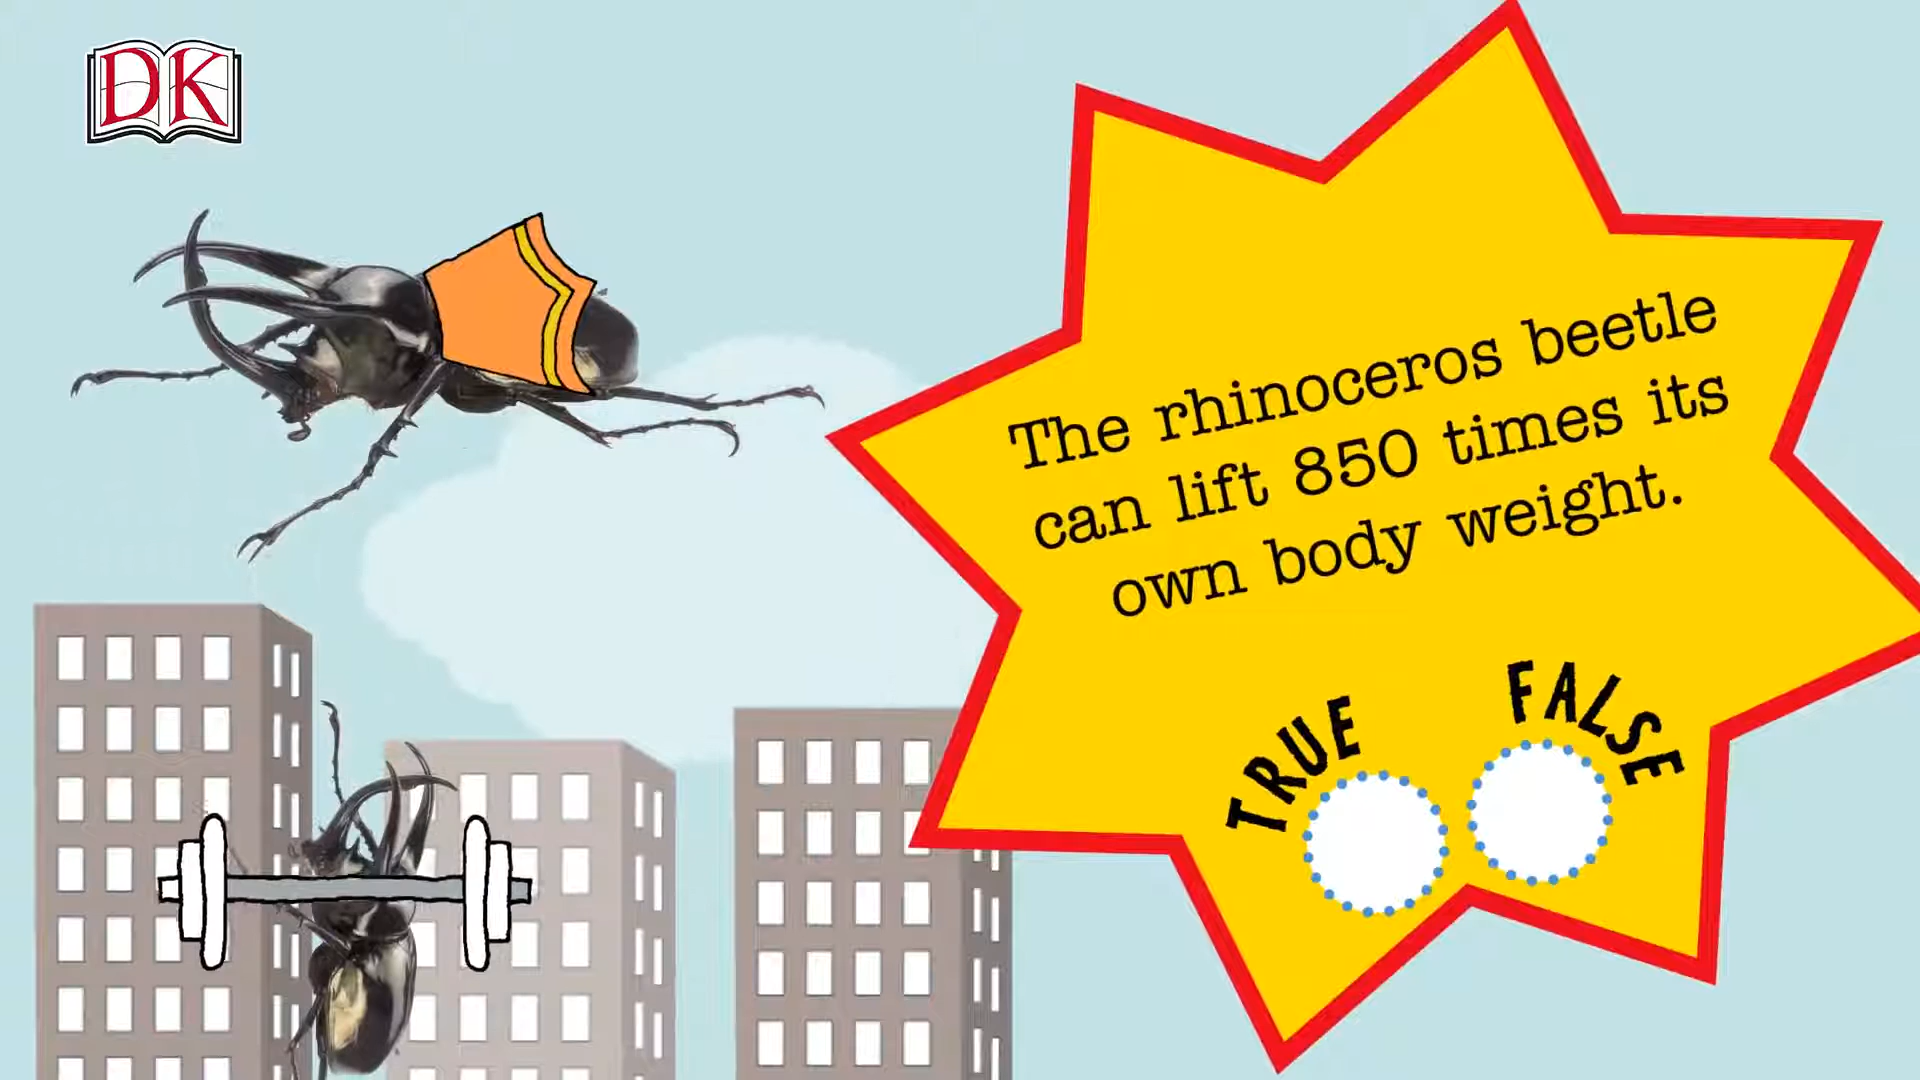 DK
The rhinoceros beetle
can lift 850 times its
own body weight.
TRUE
FALSE